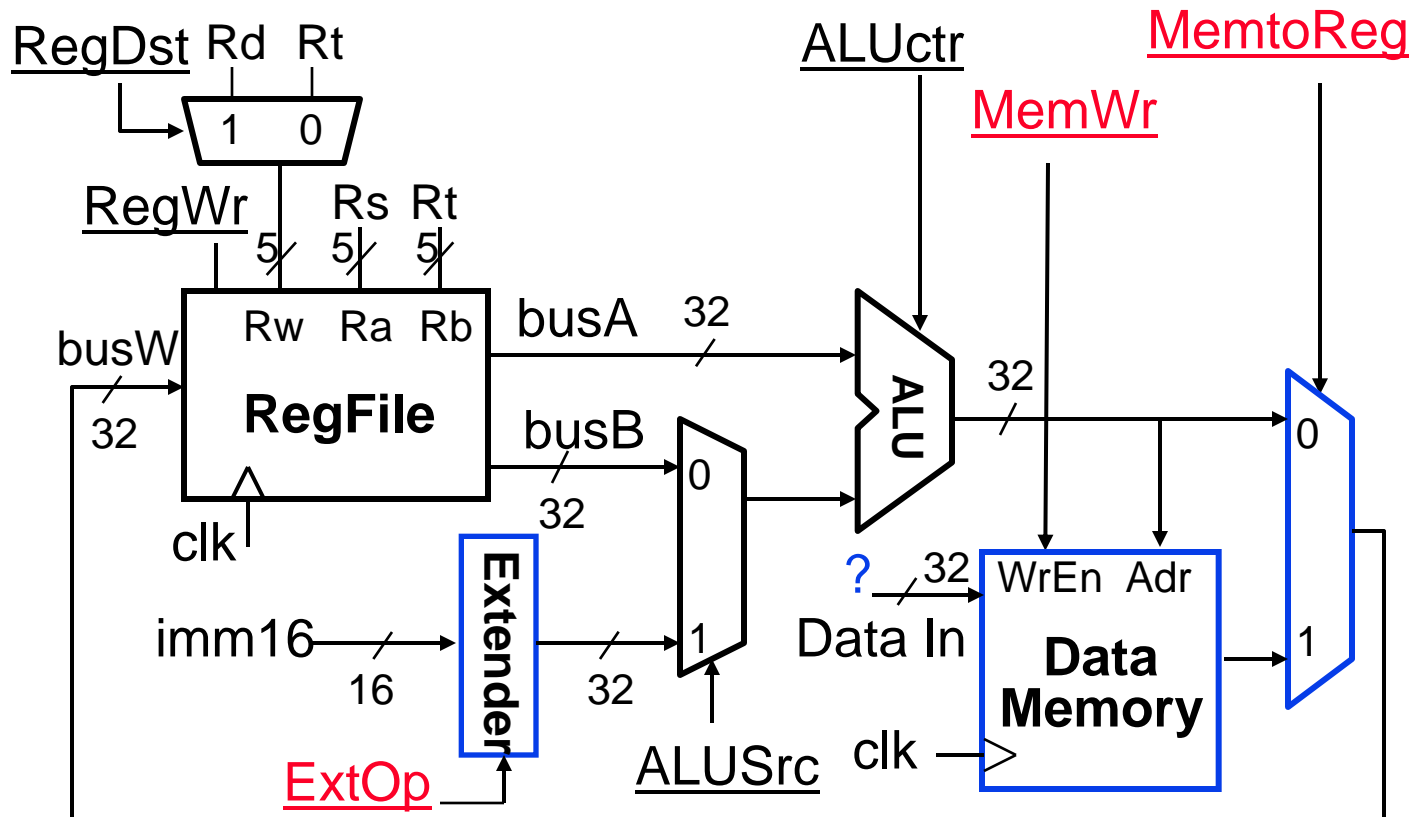 RegDst Rd Rt ALUctr MemtoReg
1 0 MemWr
RegWr Rs Rt
5 5 5
Rw Ra Rb busA 32
busW
32 RegFile ALU 32
busB 0
0
32
clk
Extender ? 32 WrEn Adr
imm16 1 Data In Data 1
16 32 Memory
clk
ExtOp ALUSrc